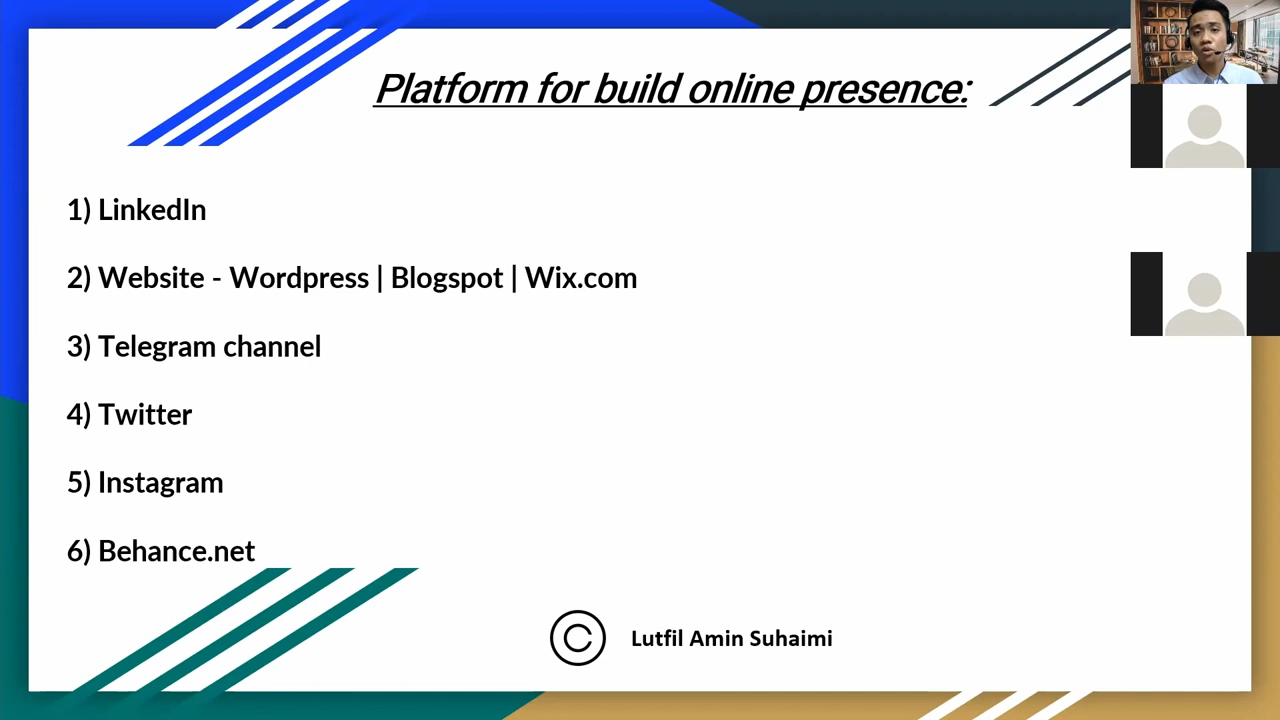 Platform for build online presence:
1) LinkedIn
2) Website - Wordpress | Blogspot | Wix.com
3) Telegram channel
4) Twitter
5) Instagram
6) Behance.net
© Lutfil Amin Suhaimi